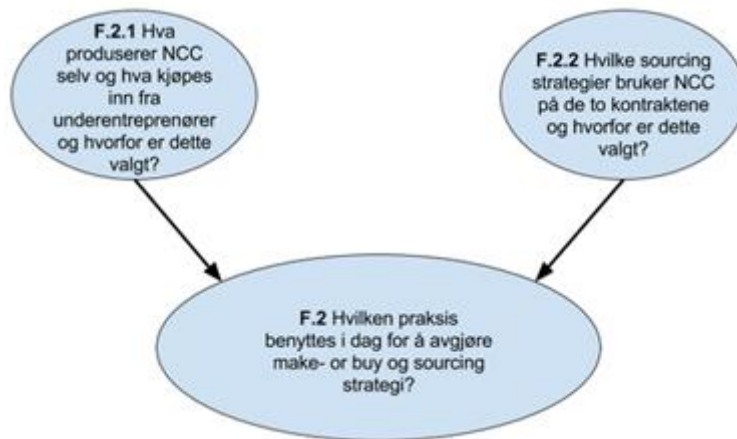 F.2.1 Hva
produserer NCC
selv og hva kjøpes
inn fra
underentreprenører
og hvorfor er dette
valgt?
F.2.2 Hvilke sourcing
strategier bruker NCC
på de to kontraktene
og hvorfor er dette
valgt?
F.2 Hvilken praksis
benyttes i dag for å avgjøre
make- or buy og sourcing
strategi?